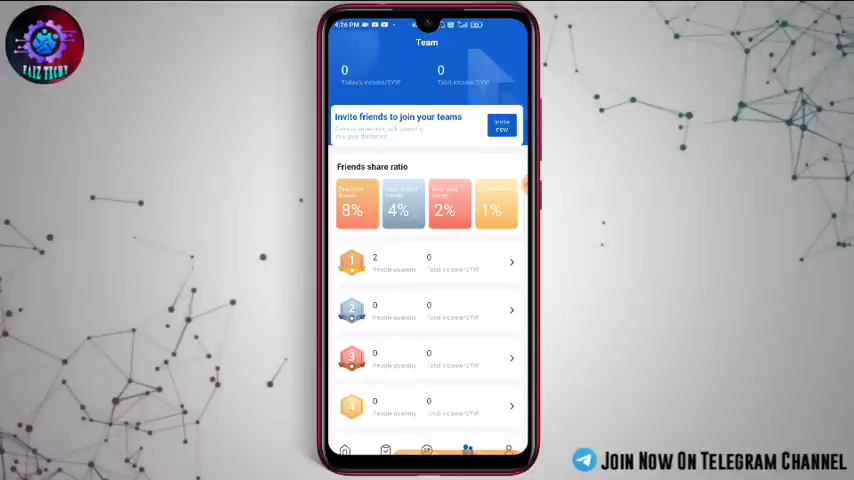 4:26 PM
Team
0
0
Today's income/SYW
Total income/SYW
Invite friends to join your teams
Invite now
Friends share ratio
8%
4%
2%
1%
1
2
0
People quantity
Total income/SYW
2
0
0
People quantity
Total income/SYW
3
0
0
People quantity
Total income/SYW
4
0
0
People quantity
Total income/SYW
FAIZ TECHY
JOIN NOW ON TELEGRAM CHANNEL